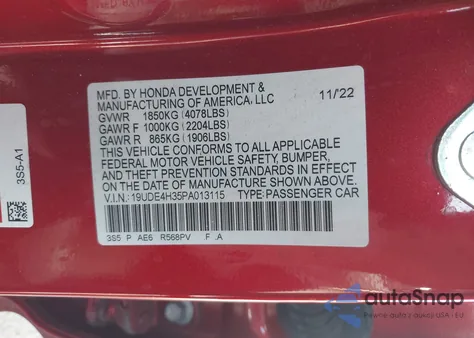 MFD. BY HONDA DEVELOPMENT &
MANUFACTURING OF AMERICA, LLC 11/22
GVWR 1850KG (4078LBS)
GAWR F 1000KG (2204LBS)
GAWR R 865KG (1906LBS)
THIS VEHICLE CONFORMS TO ALL APPLICABLE
FEDERAL MOTOR VEHICLE SAFETY, BUMPER,
AND THEFT PREVENTION STANDARDS IN EFFECT
ON THE DATE OF MANUFACTURE SHOWN ABOVE.
V.I.N.: 19UDE4H35PA013115 TYPE:PASSENGER CAR
3S5 P AE6 R568PV F .A
3S5-A1
autoSnap